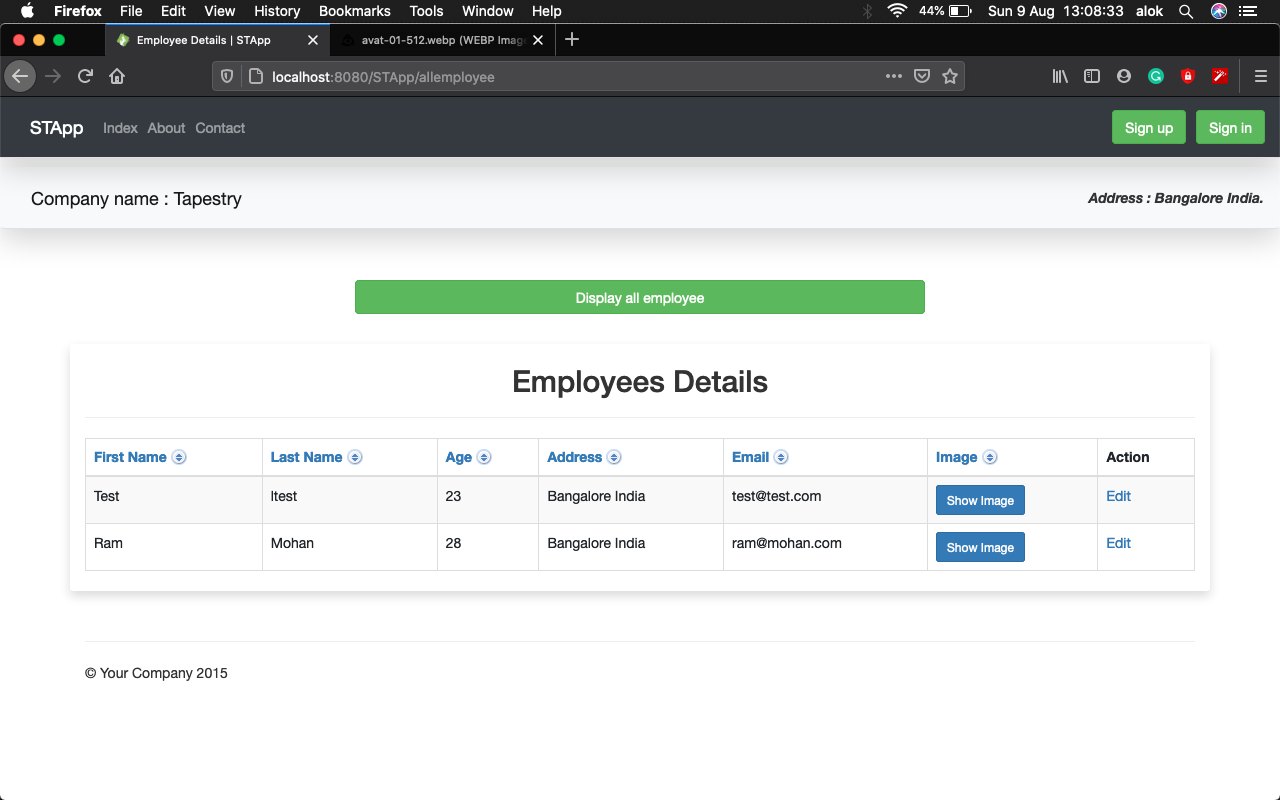 Firefox File Edit View History Bookmarks Tools Window Help 44% Sun 9 Aug 13:08:33 alok
Employee Details | STApp avat-01-512.webp (WEBP Imag
localhost:8080/STApp/allemployee
STApp Index About Contact Sign up Sign in
Company name : Tapestry Address : Bangalore India.
Display all employee
Employees Details
First Name Last Name Age Address Email Image Action
Test ltest 23 Bangalore India test@test.com Show Image Edit
Ram Mohan 28 Bangalore India ram@mohan.com Show Image Edit
© Your Company 2015